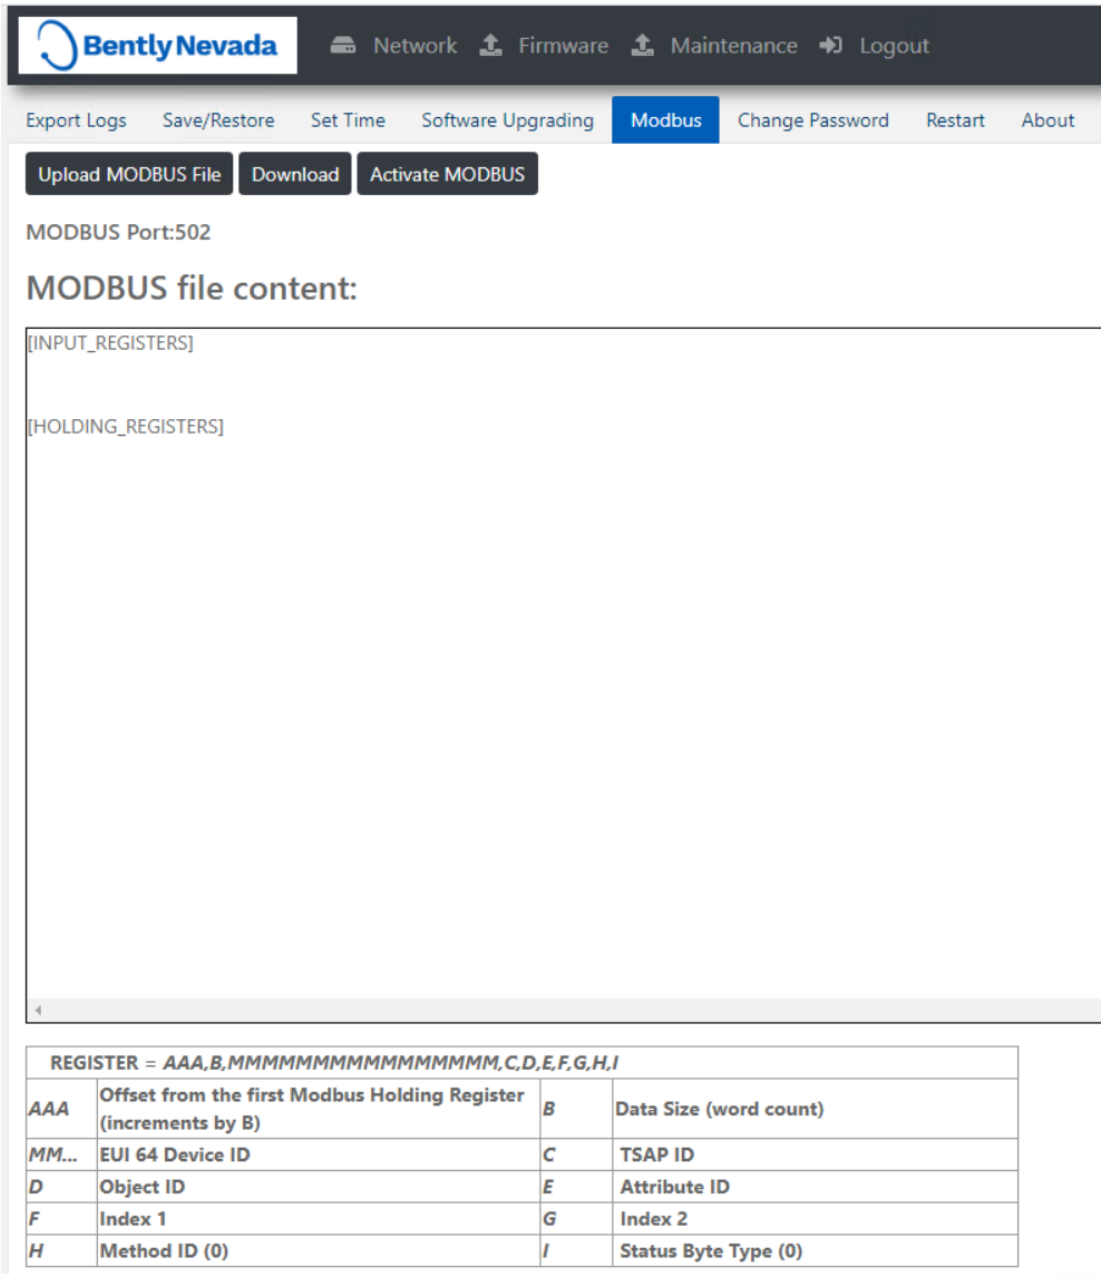 Bently Nevada Network Firmware Maintenance Logout
Export Logs Save/Restore Set Time Software Upgrading Modbus Change Password Restart About
Upload MODBUS File Download Activate MODBUS
MODBUS Port:502
MODBUS file content:
[INPUT_REGISTERS]
[HOLDING_REGISTERS]
REGISTER = AAA,B,MMMMMMMMMMMMMMMM,C,D,E,F,G,H,I
AAA Offset from the first Modbus Holding Register (increments by B) B Data Size (word count)
MM... EUI 64 Device ID C TSAP ID
D Object ID E Attribute ID
F Index 1 G Index 2
H Method ID (0) I Status Byte Type (0)